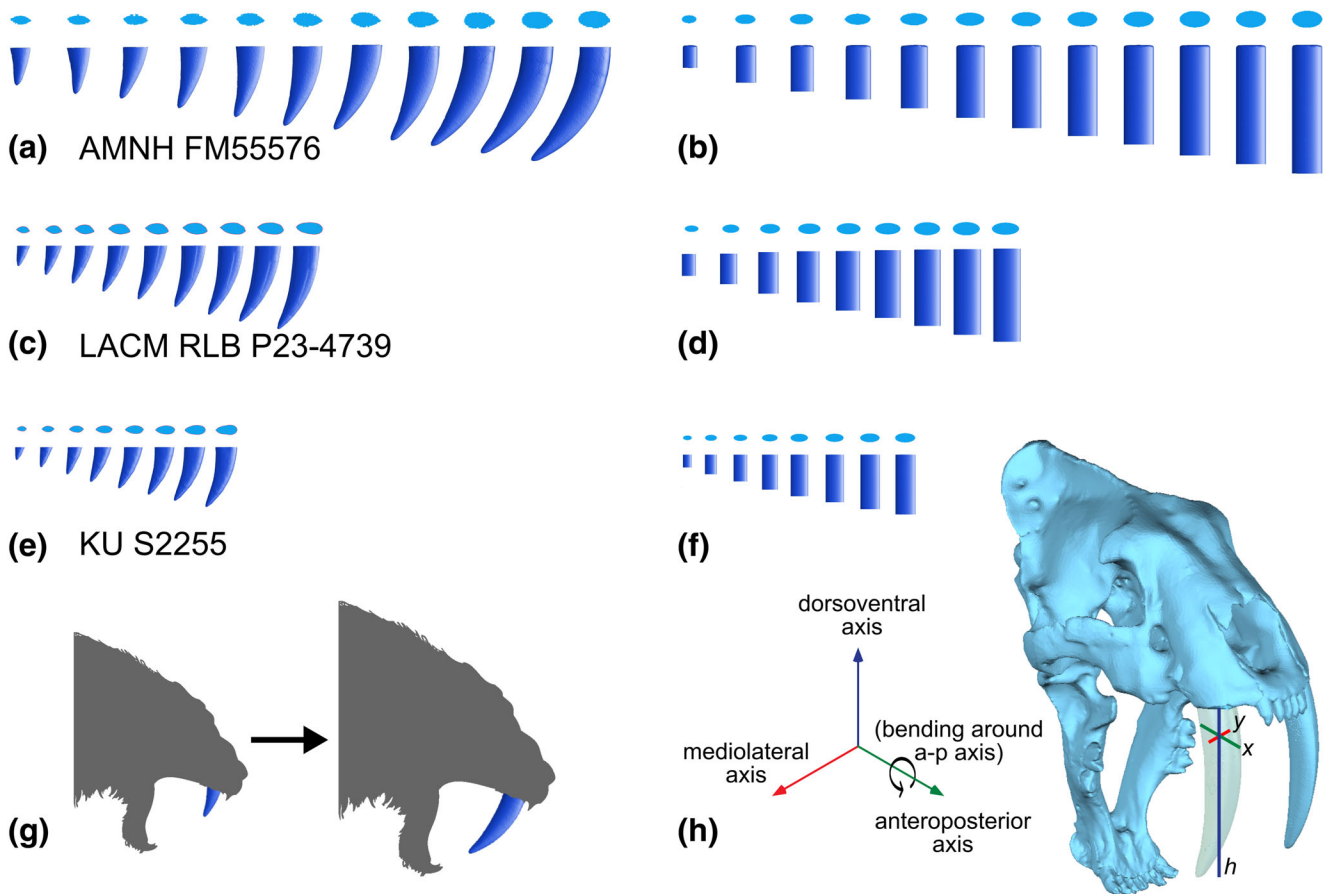 (a) AMNH FM55576
(b)
(c) LACM RLB P23-4739
(d)
(e) KU S2255
(f)
dorsoventral
axis
(bending around
a-p axis)
mediolateral
axis
anteroposterior
axis
y
x
h
(g)
(h)